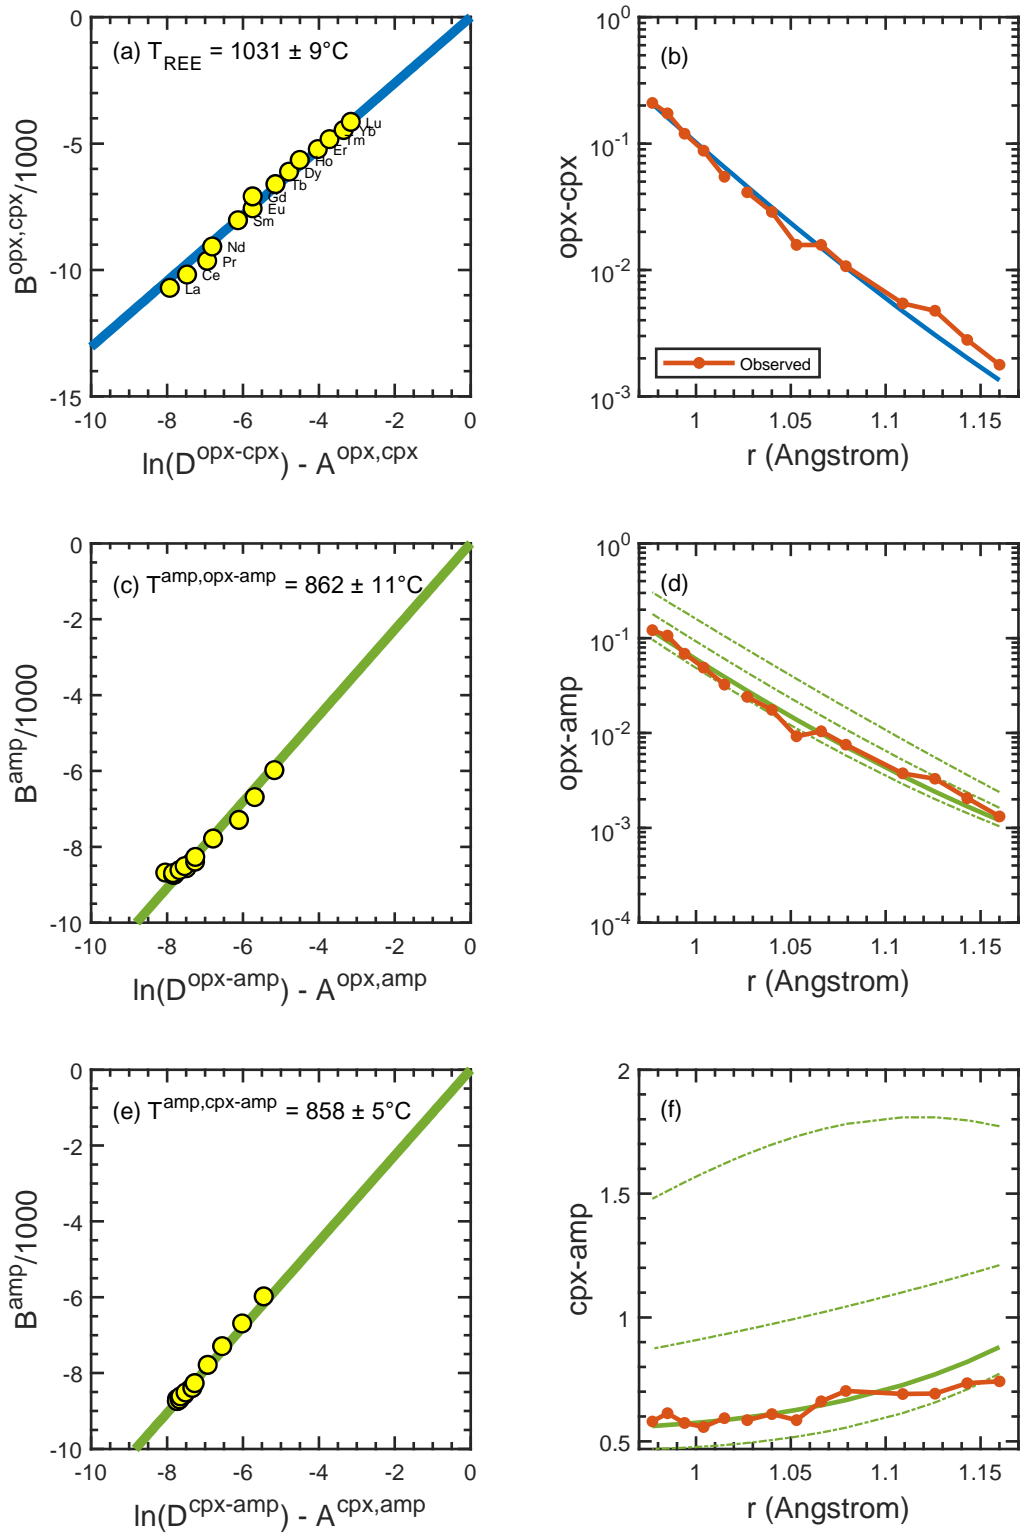 (a) T_REE = 1031 ± 9°C
0
-5
-10
-15
B^opx,cpx/1000
Lu
Yb
Tm
Er
Ho
Dy
Tb
Gd
Eu
Sm
Nd
Pr
Ce
La
-10 -8 -6 -4 -2 0
ln(D^opx-cpx) - A^opx,cpx
(b)
10^0
10^-1
10^-2
10^-3
opx-cpx
Observed
1 1.05 1.1 1.15
r (Angstrom)
(c) T^amp,opx-amp = 862 ± 11°C
0
-2
-4
-6
-8
-10
B^amp/1000
-10 -8 -6 -4 -2 0
ln(D^opx-amp) - A^opx,amp
(d)
10^0
10^-1
10^-2
10^-3
10^-4
opx-amp
1 1.05 1.1 1.15
r (Angstrom)
(e) T^amp,cpx-amp = 858 ± 5°C
0
-2
-4
-6
-8
-10
B^amp/1000
-10 -8 -6 -4 -2 0
ln(D^cpx-amp) - A^cpx,amp
(f)
2
1.5
1
0.5
cpx-amp
1 1.05 1.1 1.15
r (Angstrom)